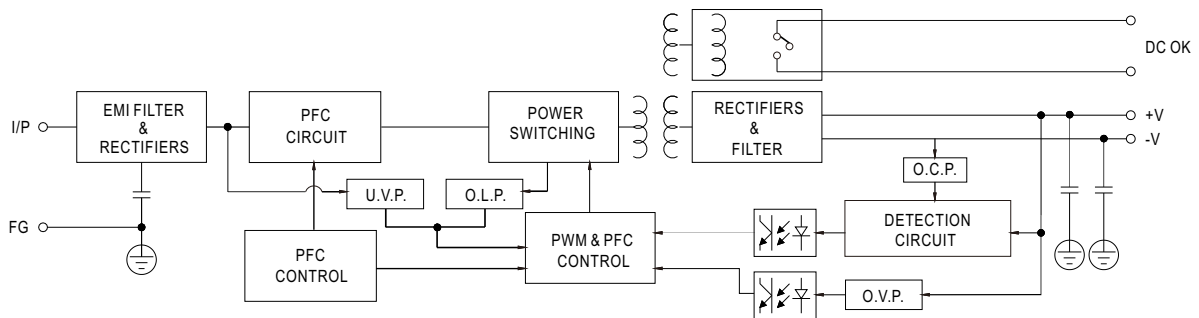 DC OK
I/P
EMI FILTER
&
RECTIFIERS
PFC
CIRCUIT
POWER
SWITCHING
RECTIFIERS
&
FILTER
+V
-V
U.V.P.
O.L.P.
O.C.P.
FG
PFC
CONTROL
PWM & PFC
CONTROL
DETECTION
CIRCUIT
O.V.P.